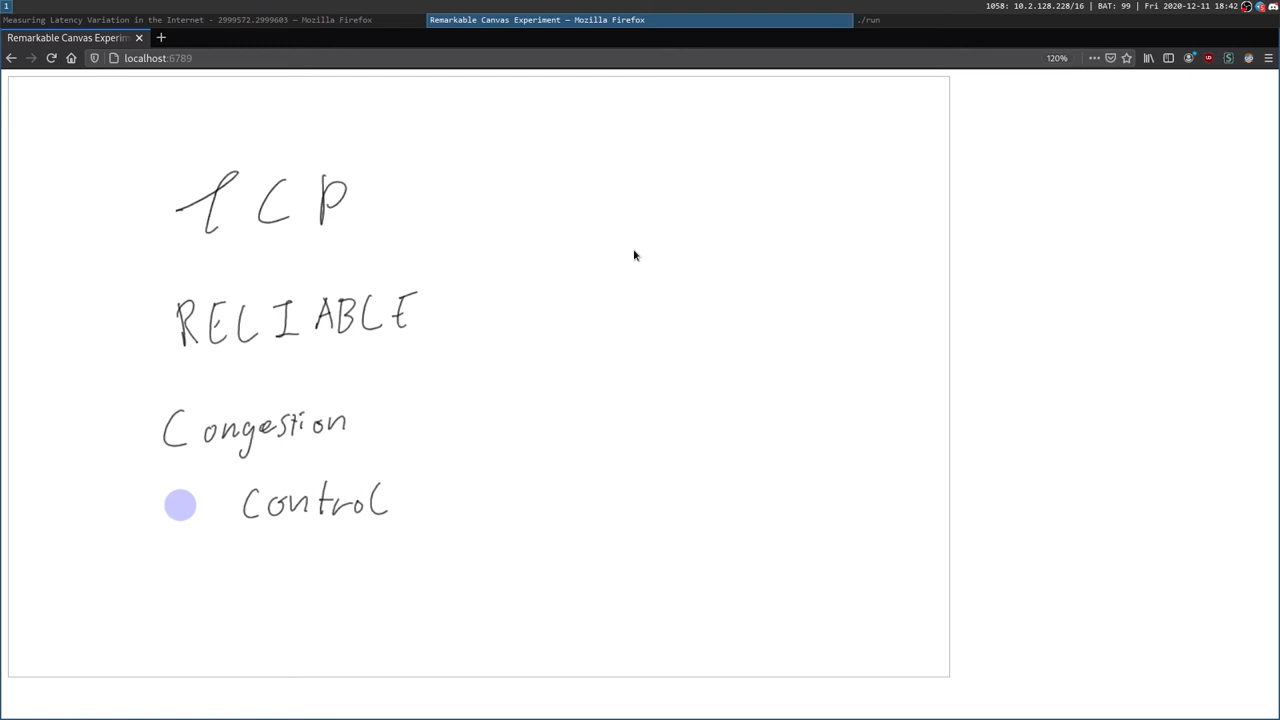 1
1058: 10.2.128.228/16 | BAT: 99 | Fri 2020-12-11 18:42
Measuring Latency Variation in the Internet - 2999572.2999603 — Mozilla Firefox
Remarkable Canvas Experiment — Mozilla Firefox
./run
Remarkable Canvas Experim
localhost:6789
120%
TCP
RELIABLE
Congestion
control